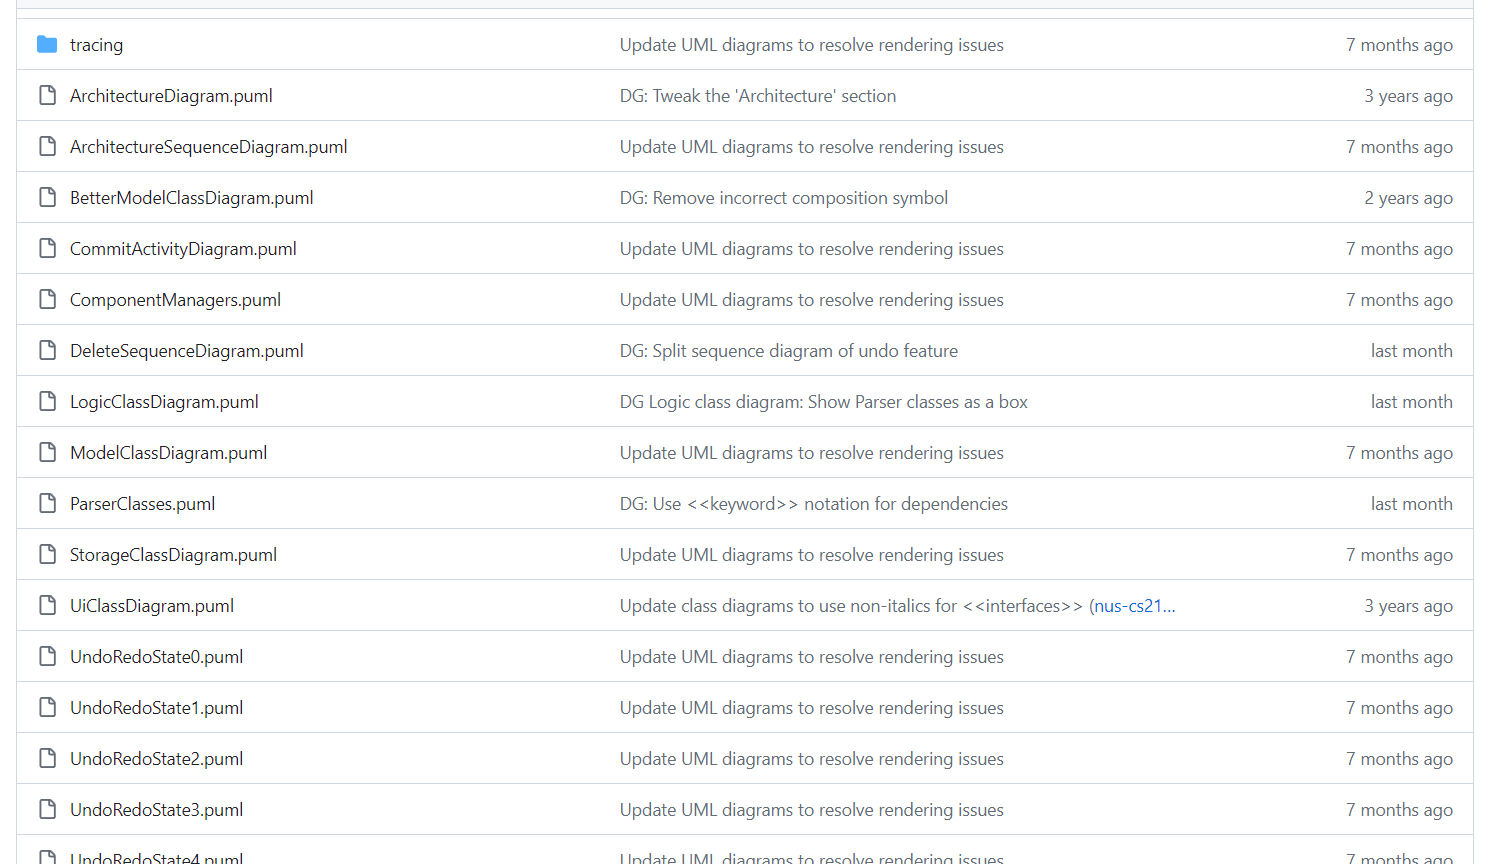 tracing Update UML diagrams to resolve rendering issues 7 months ago
ArchitectureDiagram.puml DG: Tweak the 'Architecture' section 3 years ago
ArchitectureSequenceDiagram.puml Update UML diagrams to resolve rendering issues 7 months ago
BetterModelClassDiagram.puml DG: Remove incorrect composition symbol 2 years ago
CommitActivityDiagram.puml Update UML diagrams to resolve rendering issues 7 months ago
ComponentManagers.puml Update UML diagrams to resolve rendering issues 7 months ago
DeleteSequenceDiagram.puml DG: Split sequence diagram of undo feature last month
LogicClassDiagram.puml DG Logic class diagram: Show Parser classes as a box last month
ModelClassDiagram.puml Update UML diagrams to resolve rendering issues 7 months ago
ParserClasses.puml DG: Use <<keyword>> notation for dependencies last month
StorageClassDiagram.puml Update UML diagrams to resolve rendering issues 7 months ago
UiClassDiagram.puml Update class diagrams to use non-italics for <<interfaces>> (nus-cs21... 3 years ago
UndoRedoState0.puml Update UML diagrams to resolve rendering issues 7 months ago
UndoRedoState1.puml Update UML diagrams to resolve rendering issues 7 months ago
UndoRedoState2.puml Update UML diagrams to resolve rendering issues 7 months ago
UndoRedoState3.puml Update UML diagrams to resolve rendering issues 7 months ago
UndoRedoState4.puml Update UML diagrams to resolve rendering issues 7 months ago